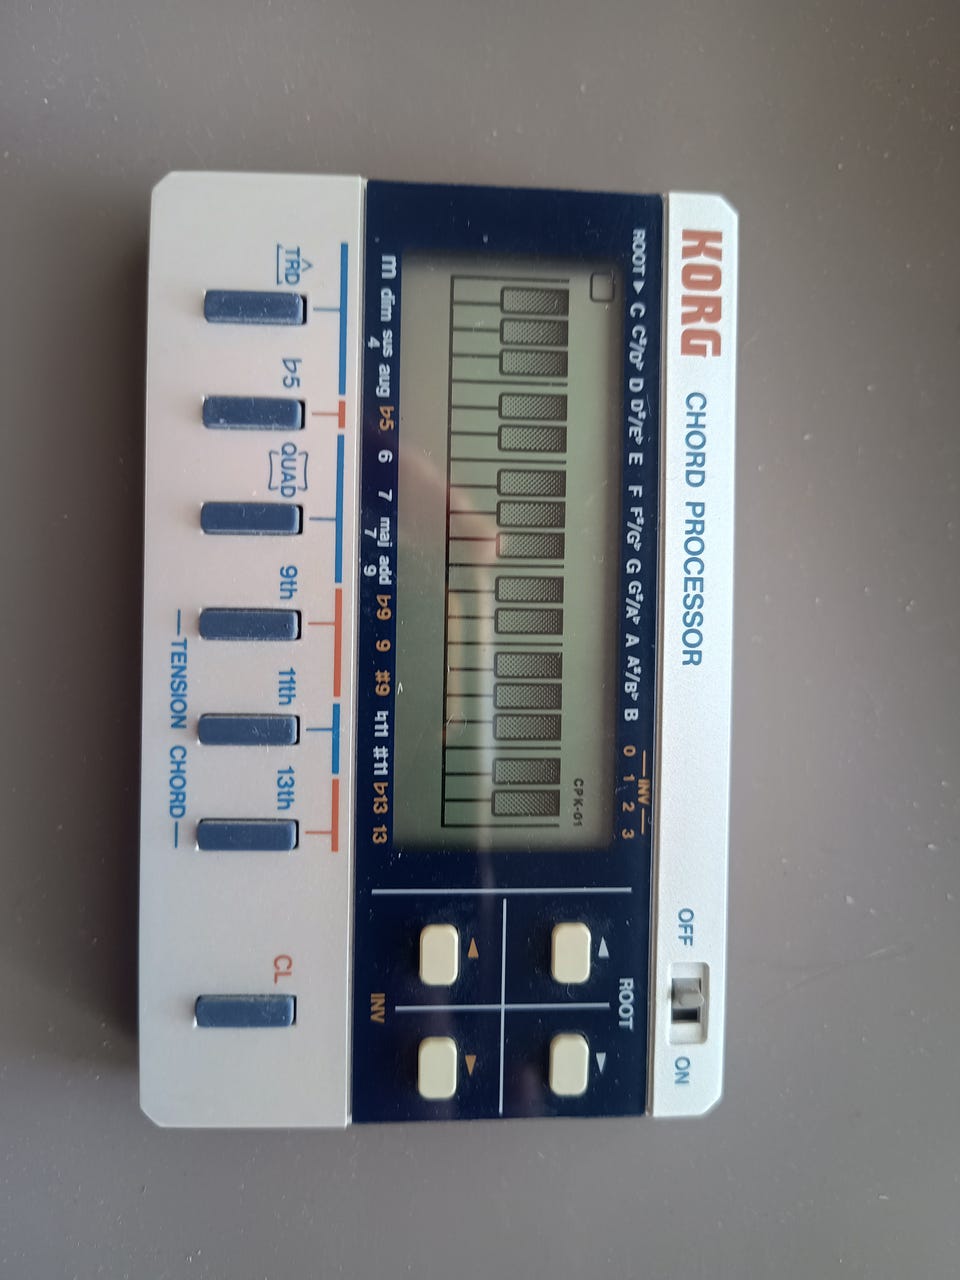 KORG CHORD PROCESSOR OFF ON
INV
ROOT ▶ C C#/D♭ D D#/E♭ E F F#/G♭ G G#/A♭ A A#/B♭ B 0 1 2 3
ROOT
CPK-01
m dim sus4 aug ♭5 6 7 maj7 add9 ♭9 9 #9 ♮11 #11 ♭13 13
INV
TRD ♭5 QUAD 9th 11th 13th CL
TENSION CHORD